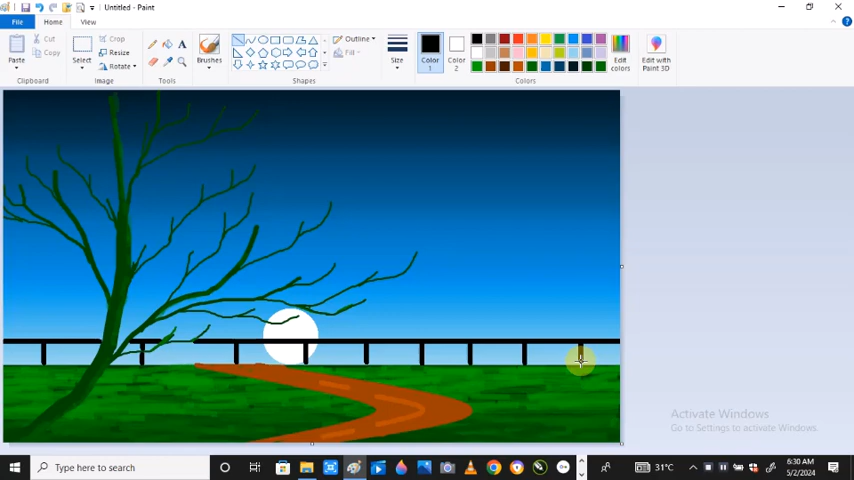 Untitled - Paint
File Home View
Paste
Cut
Copy
Clipboard
Select
Crop
Resize
Rotate
Image
Tools
Brushes
Outline
Fill
Shapes
Size
Color
1
Color
2
Edit
colors
Edit with
Paint 3D
Colors
Activate Windows
Go to Settings to activate Windows.
Type here to search
31°C
6:30 AM
5/2/2024